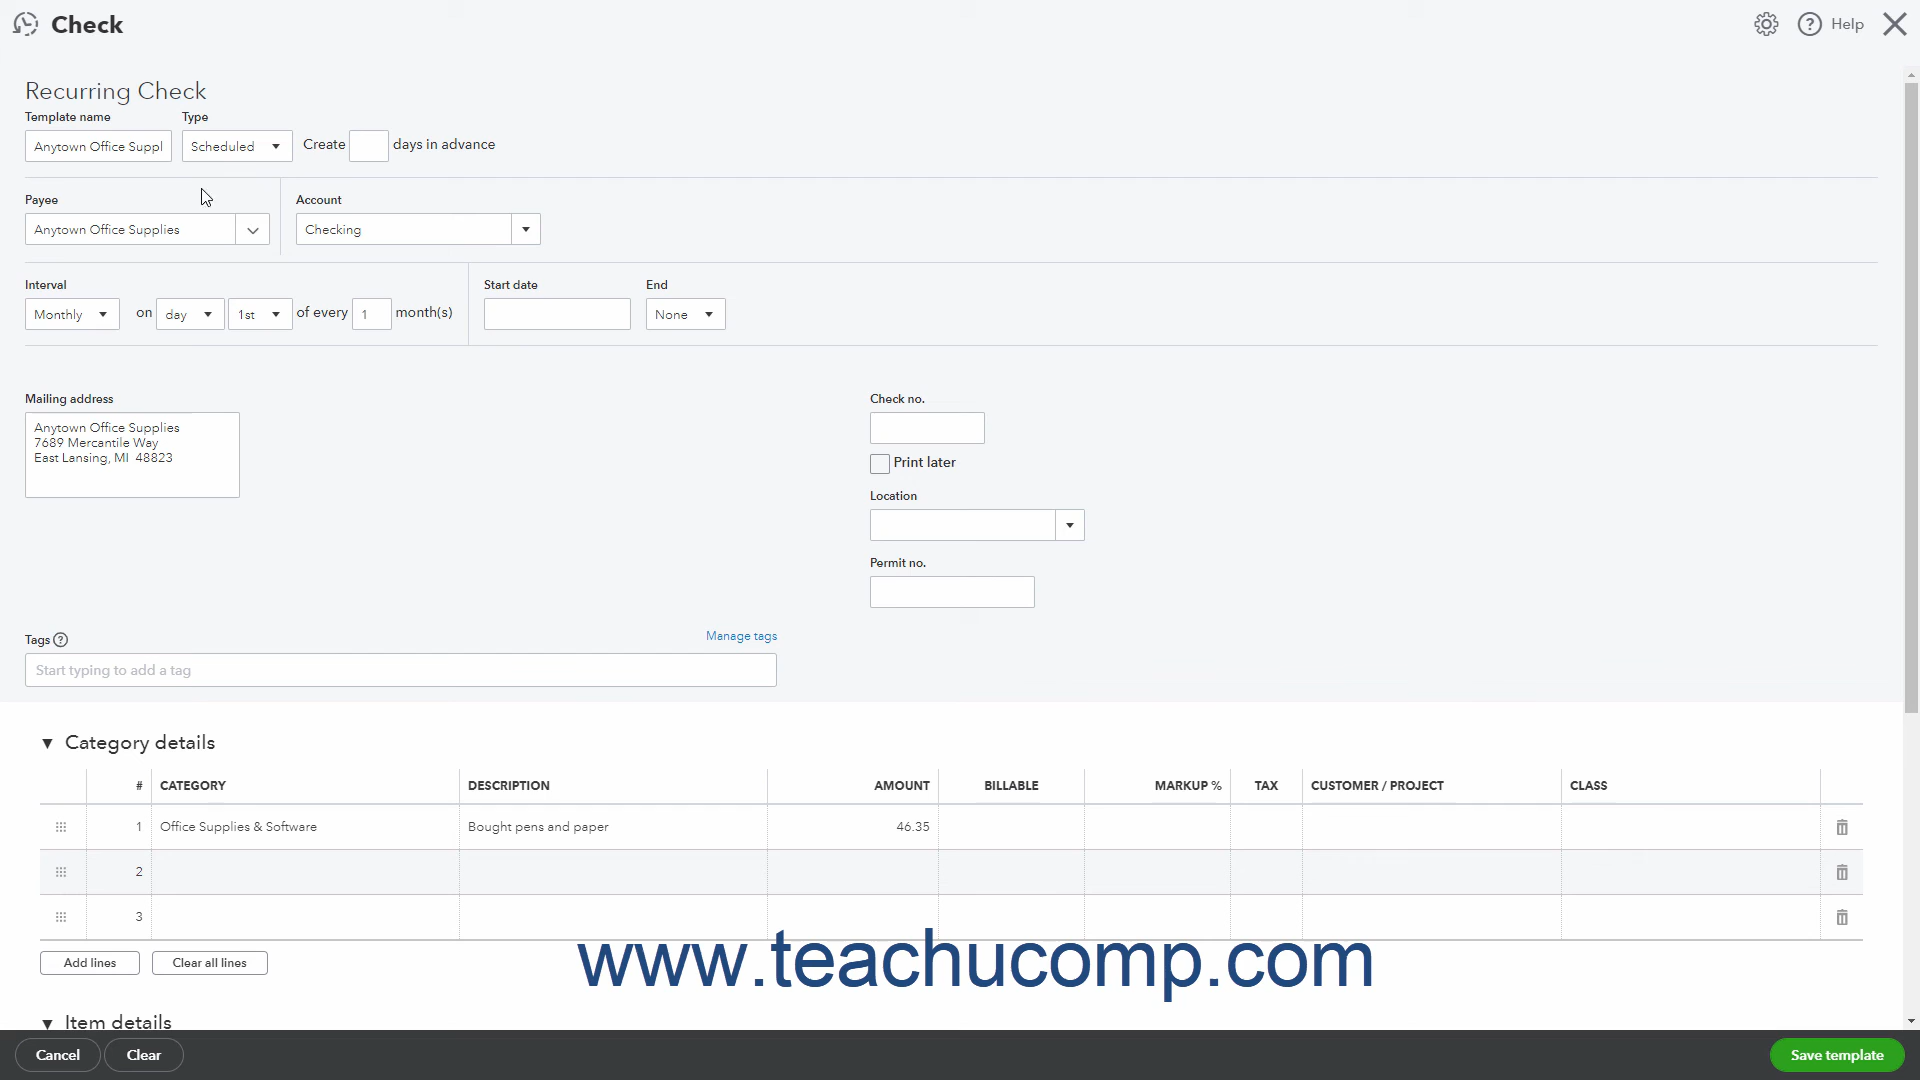 Check
Help
Recurring Check
Template name Type
Anytown Office Suppl Scheduled Create days in advance
Payee Account
Anytown Office Supplies Checking
Interval Start date End
Monthly on day 1st of every 1 month(s) None
Mailing address
Anytown Office Supplies
7689 Mercantile Way
East Lansing, MI 48823
Check no.
Print later
Location
Permit no.
Tags ? Manage tags
Start typing to add a tag
Category details
# CATEGORY DESCRIPTION AMOUNT BILLABLE MARKUP % TAX CUSTOMER / PROJECT CLASS
1 Office Supplies & Software Bought pens and paper 46.35
2
3
Add lines Clear all lines
www.teachucomp.com
Item details
Cancel Clear Save template